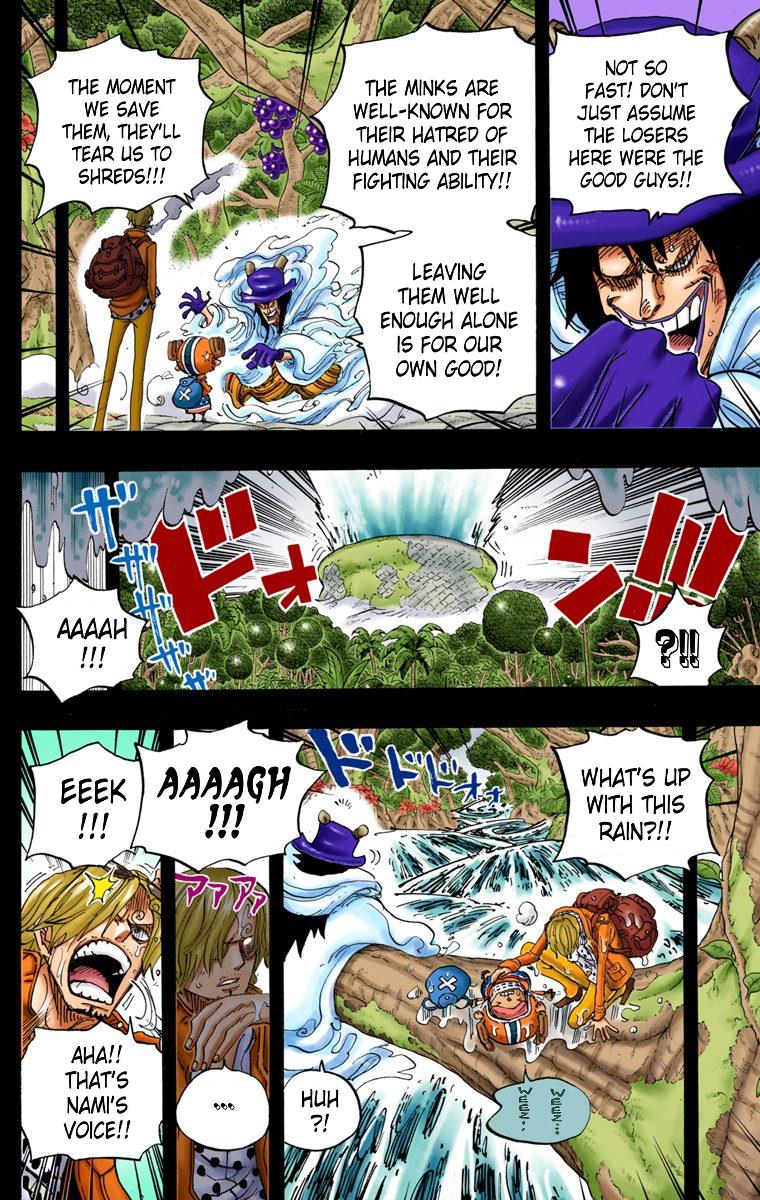 NOT SO
FAST! DON'T
JUST ASSUME
THE LOSERS
HERE WERE THE
GOOD GUYS!!
THE MINKS ARE
WELL-KNOWN FOR
THEIR HATRED OF
HUMANS AND THEIR
FIGHTING ABILITY!!
LEAVING
THEM WELL
ENOUGH ALONE
IS FOR OUR
OWN GOOD!
THE MOMENT
WE SAVE
THEM, THEY'LL
TEAR US TO
SHREDS!!!
?!!
ドォン!!!
ザザザザザ
AAAAH
!!!
WHAT'S UP
WITH THIS
RAIN?!!
ドドドォォ
WEEZ..
WEEZ..
HUH
?!
AAAAGH
!!!
アアアァ
...
EEEK
!!!
AHA!!
THAT'S
NAMI'S
VOICE!!